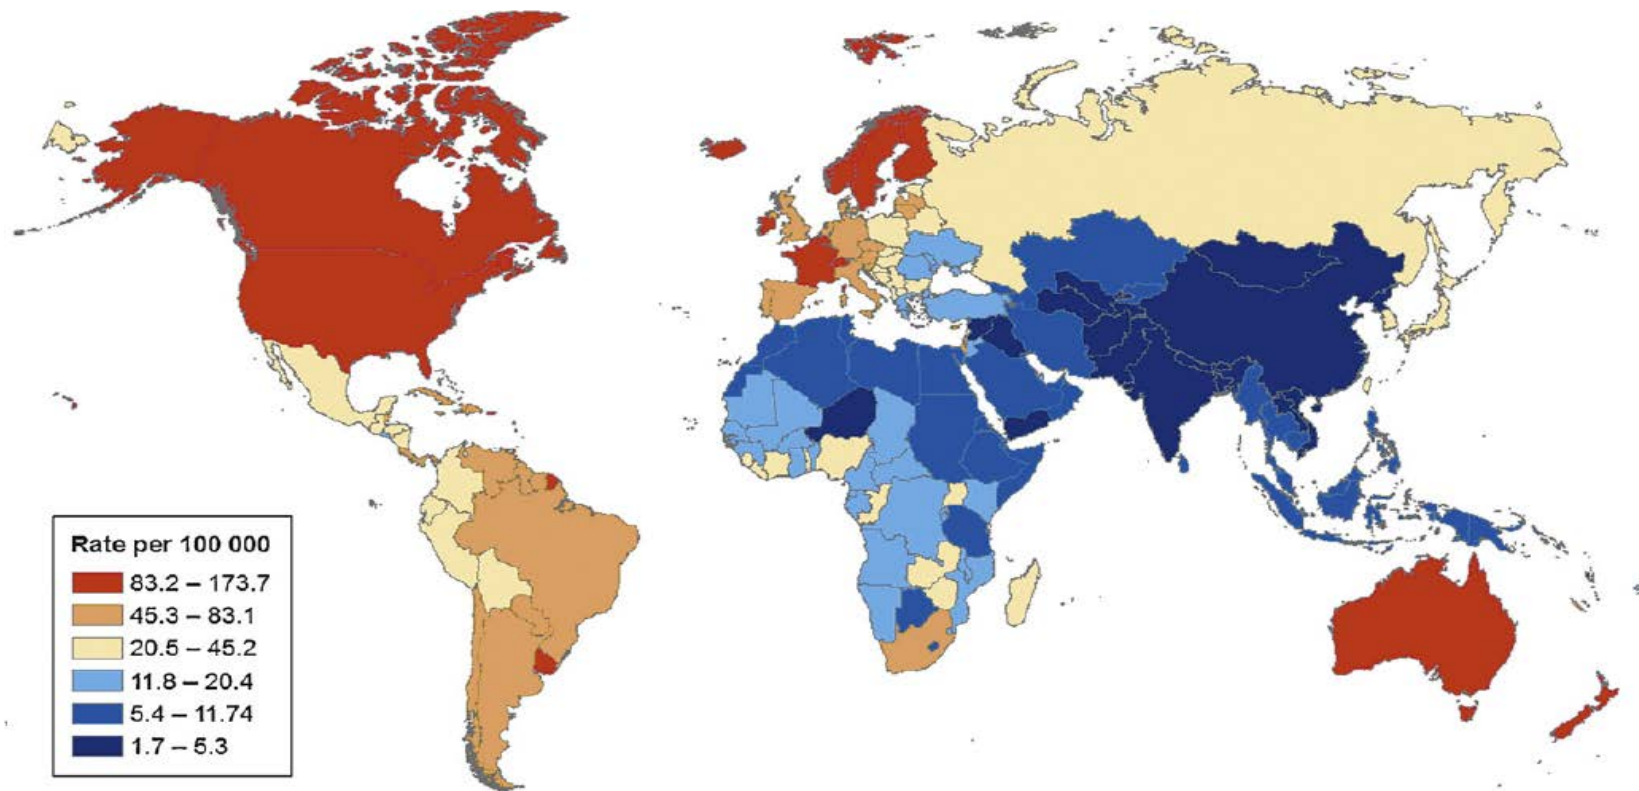 Rate per 100 000
83.2 – 173.7
45.3 – 83.1
20.5 – 45.2
11.8 – 20.4
5.4 – 11.74
1.7 – 5.3